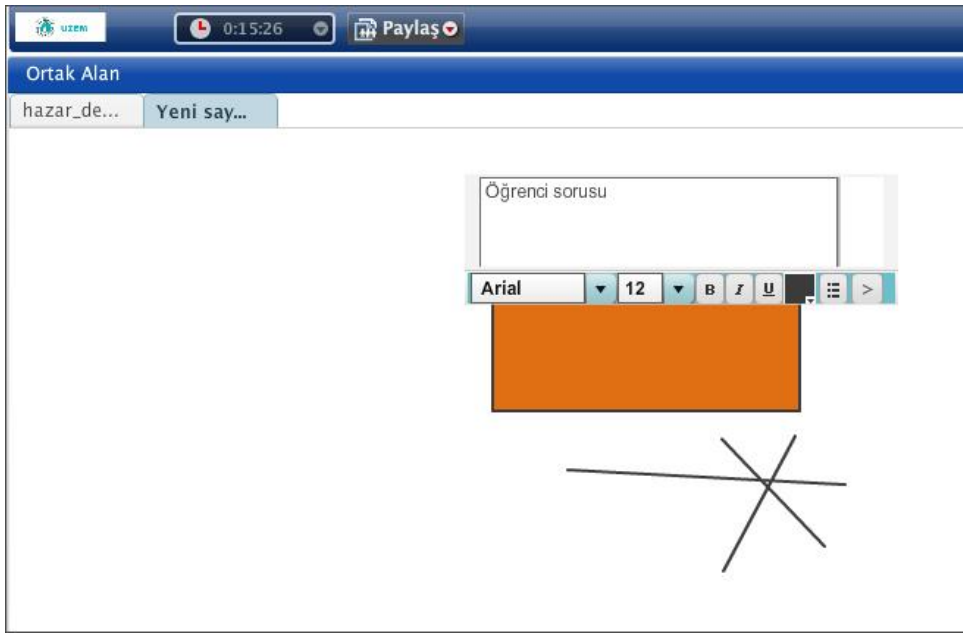 UZEM
0:15:26
Paylaş
Ortak Alan
hazar_de...
Yeni say...
Öğrenci sorusu
Arial 12 B I U >